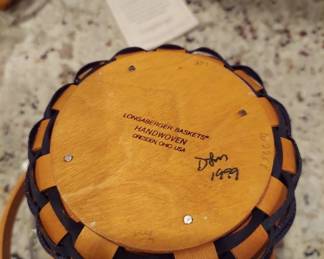 LONGABERGER BASKETS®
HANDWOVEN
DRESDEN, OHIO USA
1999